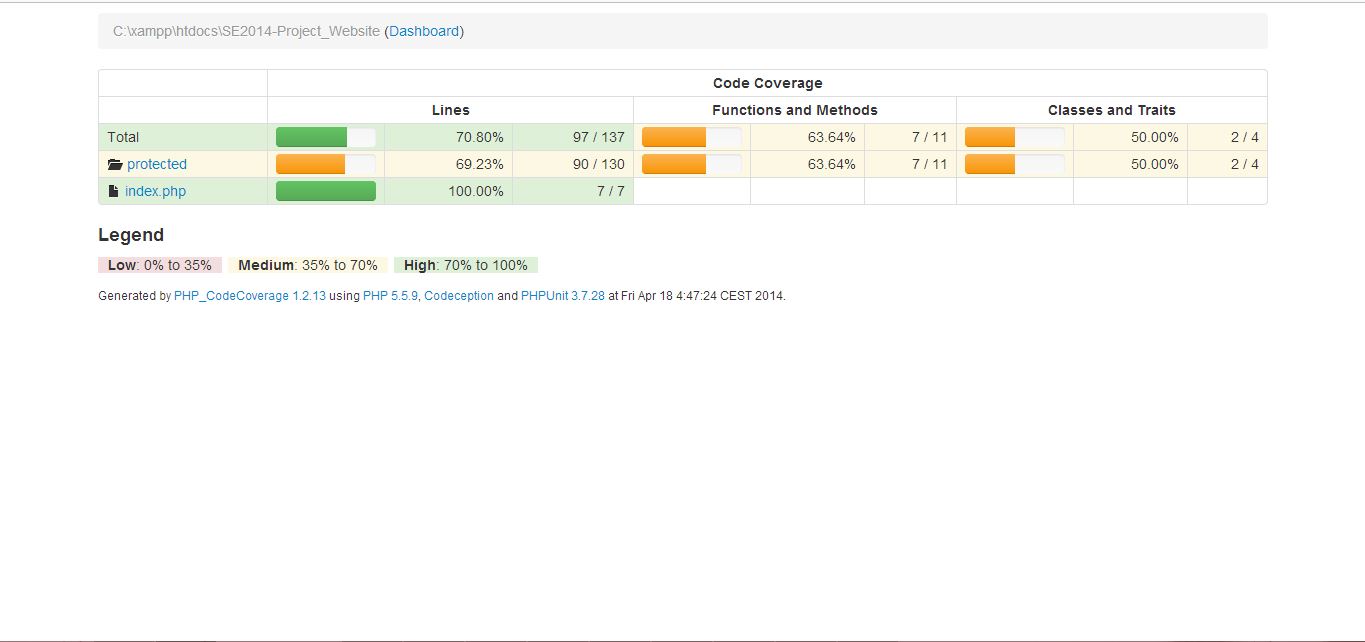 C:\xampp\htdocs\SE2014-Project_Website (Dashboard)
Code Coverage
Lines Functions and Methods Classes and Traits
Total 70.80% 97 / 137 63.64% 7 / 11 50.00% 2 / 4
protected 69.23% 90 / 130 63.64% 7 / 11 50.00% 2 / 4
index.php 100.00% 7 / 7
Legend
Low: 0% to 35% Medium: 35% to 70% High: 70% to 100%
Generated by PHP_CodeCoverage 1.2.13 using PHP 5.5.9, Codeception and PHPUnit 3.7.28 at Fri Apr 18 4:47:24 CEST 2014.